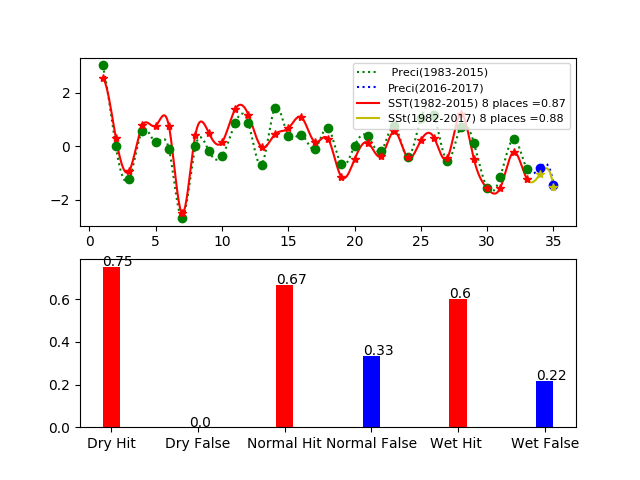 Preci(1983-2015)
Preci(2016-2017)
SST(1982-2015) 8 places =0.87
SSt(1982-2017) 8 places =0.88
2
0
−2
0 5 10 15 20 25 30 35
0.75
0.67
0.6
0.33
0.22
0.0
0.6
0.4
0.2
0.0
Dry Hit Dry False Normal Hit Normal False Wet Hit Wet False